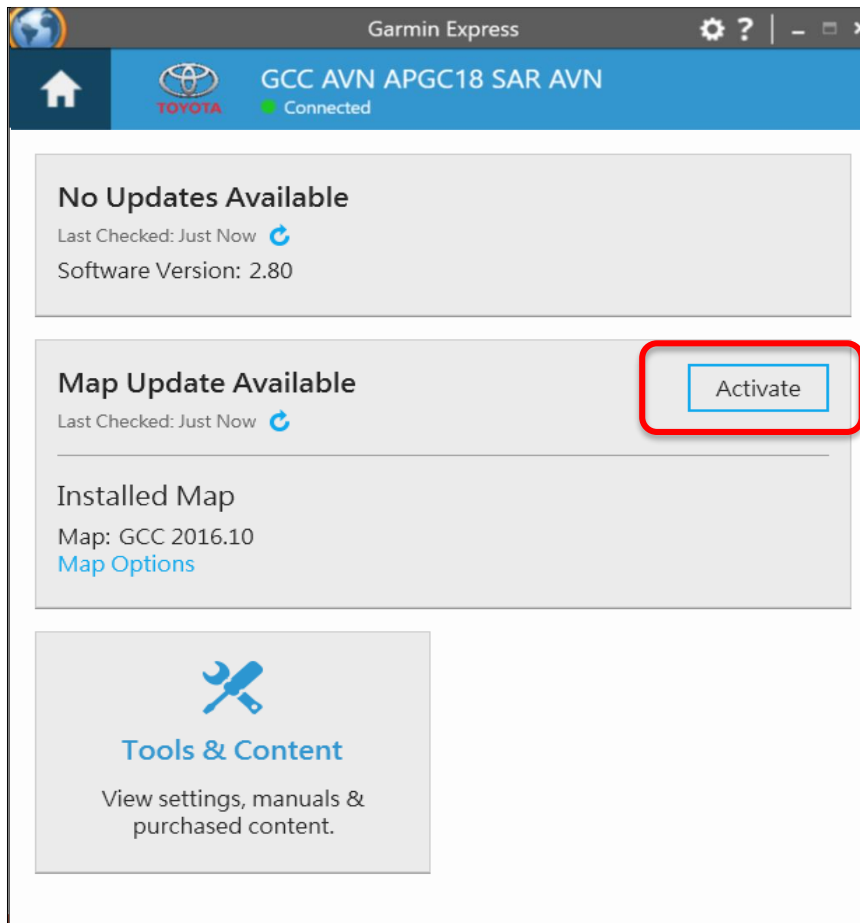 Garmin Express
?
TOYOTA
GCC AVN APGC18 SAR AVN
Connected
No Updates Available
Last Checked: Just Now
Software Version: 2.80
Map Update Available
Activate
Last Checked: Just Now
Installed Map
Map: GCC 2016.10
Map Options
Tools & Content
View settings, manuals &
purchased content.